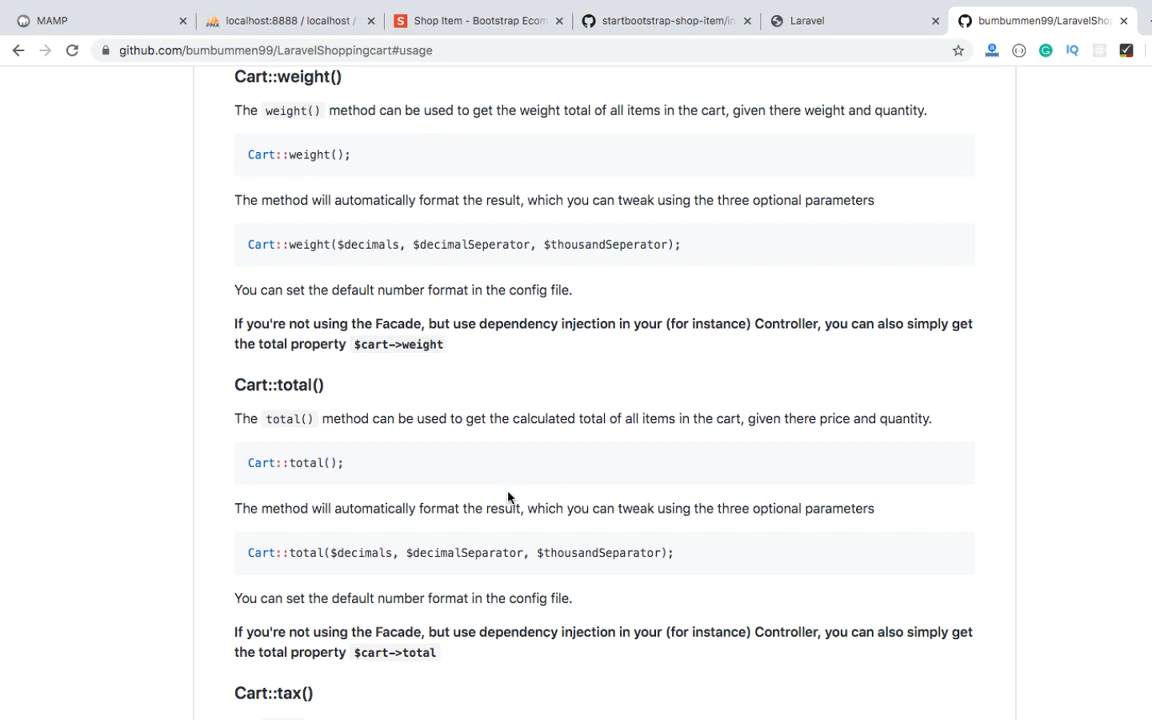 MAMP
localhost:8888 / localhost /
Shop Item - Bootstrap Ecom
startbootstrap-shop-item/in
Laravel
bumbummen99/LaravelShop
github.com/bumbummen99/LaravelShoppingcart#usage
Cart::weight()
The weight() method can be used to get the weight total of all items in the cart, given there weight and quantity.
Cart::weight();
The method will automatically format the result, which you can tweak using the three optional parameters
Cart::weight($decimals, $decimalSeperator, $thousandSeperator);
You can set the default number format in the config file.
If you're not using the Facade, but use dependency injection in your (for instance) Controller, you can also simply get
the total property $cart->weight
Cart::total()
The total() method can be used to get the calculated total of all items in the cart, given there price and quantity.
Cart::total();
The method will automatically format the result, which you can tweak using the three optional parameters
Cart::total($decimals, $decimalSeparator, $thousandSeparator);
You can set the default number format in the config file.
If you're not using the Facade, but use dependency injection in your (for instance) Controller, you can also simply get
the total property $cart->total
Cart::tax()